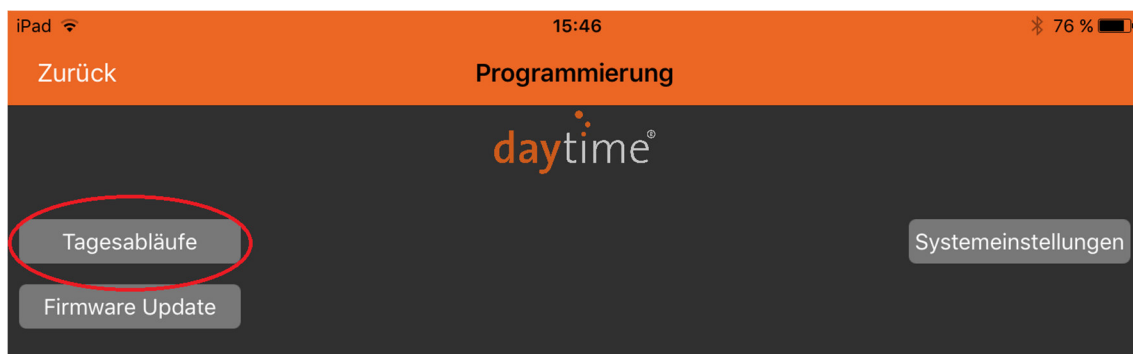 iPad 15:46 76 %
Zurück Programmierung
daytime®
Tagesabläufe Systemeinstellungen
Firmware Update